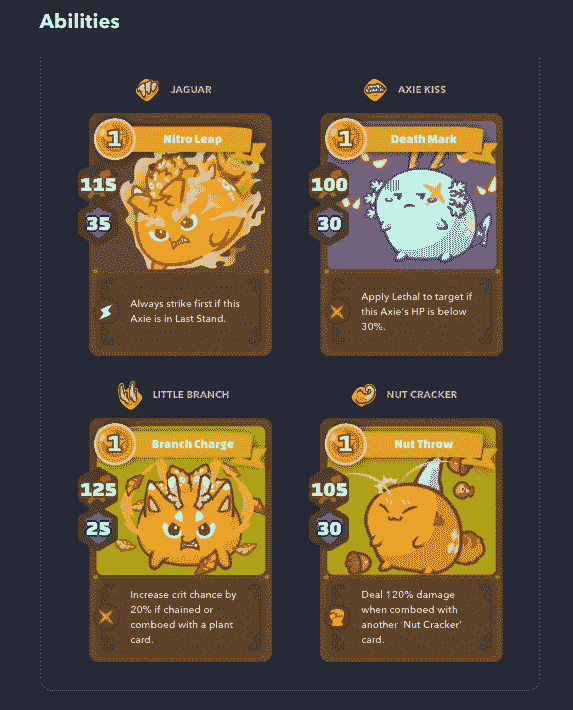 Abilities
JAGUAR
AXIE KISS
1
Nitro Leap
1
Death Mark
115
35
100
30
Always strike first if this
Axie is in Last Stand.
Apply Lethal to target if
this Axie's HP is below
30%.
LITTLE BRANCH
NUT CRACKER
1
Branch Charge
1
Nut Throw
125
25
105
30
Increase crit chance by
20% if chained or
comboed with a plant
card.
Deal 120% damage
when comboed with
another 'Nut Cracker'
card.